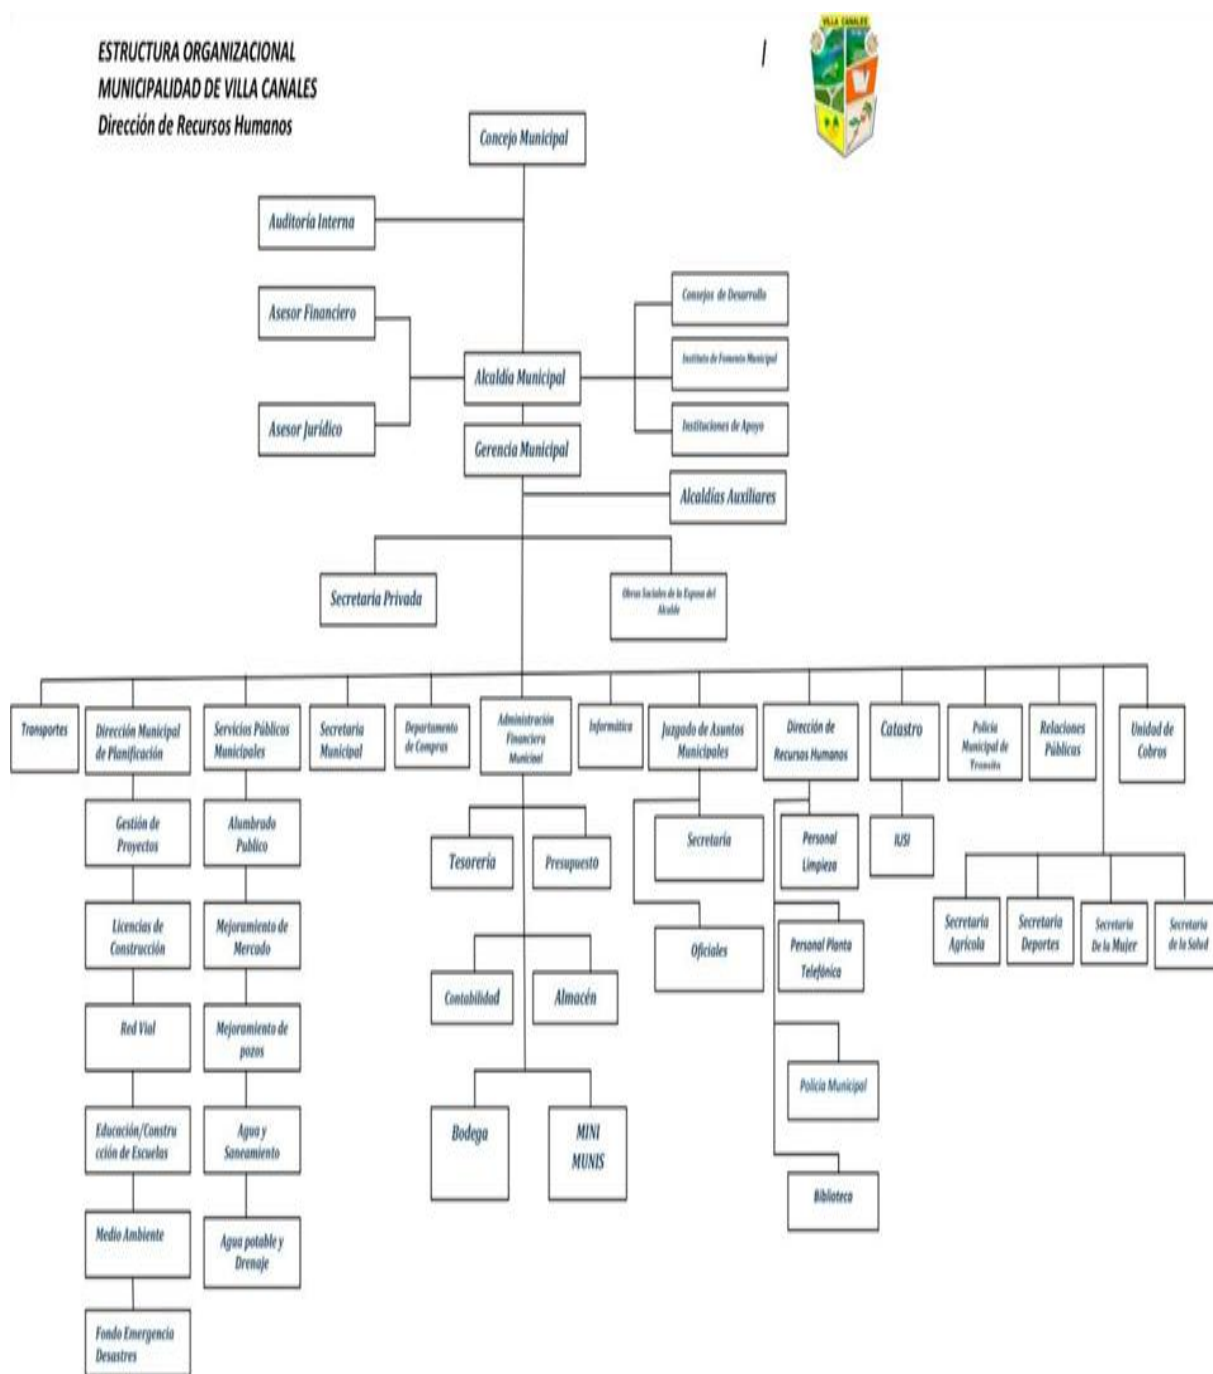 ESTRUCTURA ORGANIZACIONAL
MUNICIPALIDAD DE VILLA CANALES
Dirección de Recursos Humanos
VILLA CANALES
Concejo Municipal
Auditoría Interna
Asesor Financiero
Consejos de Desarrollo
Instituto de Fomento Municipal
Alcaldía Municipal
Asesor Jurídico
Instituciones de Apoyo
Gerencia Municipal
Alcaldías Auxiliares
Secretaria Privada
Obras Sociales de la Esposa del
Alcalde
Transportes
Dirección Municipal
de Planificación
Servicios Públicos
Municipales
Secretaria
Municipal
Departamento
de Compras
Administración
Financiera
Municipal
Informática
Juzgado de Asuntos
Municipales
Dirección de
Recursos Humanos
Catastro
Policía
Municipal de
Transito
Relaciones
Públicas
Unidad de
Cobros
Gestión de
Proyectos
Alumbrado
Publico
Tesorería
Presupuesto
Secretaría
Personal
Limpieza
IUSI
Licencias de
Construcción
Mejoramiento de
Mercado
Oficiales
Personal Planta
Telefónica
Secretaria
Agrícola
Secretaria
Deportes
Secretaria
De la Mujer
Secretaria
de la Salud
Contabilidad
Almacén
Red Vial
Mejoramiento de
pozos
Policía Municipal
Educación/Constru
cción de Escuelas
Agua y
Saneamiento
Bodega
MINI
MUNIS
Biblioteca
Medio Ambiente
Agua potable y
Drenaje
Fondo Emergencia
Desastres